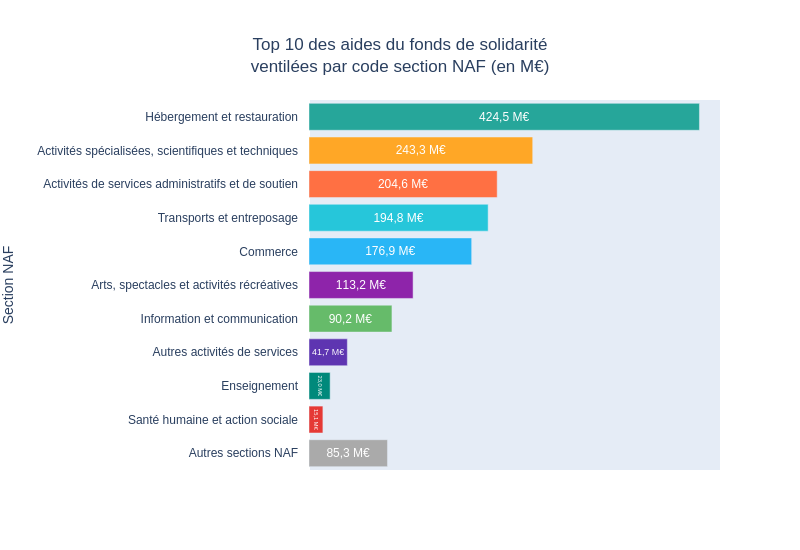 Top 10 des aides du fonds de solidarité
ventilées par code section NAF (en M€)
Section NAF
Hébergement et restauration
424,5 M€
Activités spécialisées, scientifiques et techniques
243,3 M€
Activités de services administratifs et de soutien
204,6 M€
Transports et entreposage
194,8 M€
Commerce
176,9 M€
Arts, spectacles et activités récréatives
113,2 M€
Information et communication
90,2 M€
Autres activités de services
41,7 M€
Enseignement
Santé humaine et action sociale
15,1 M€
Autres sections NAF
85,3 M€